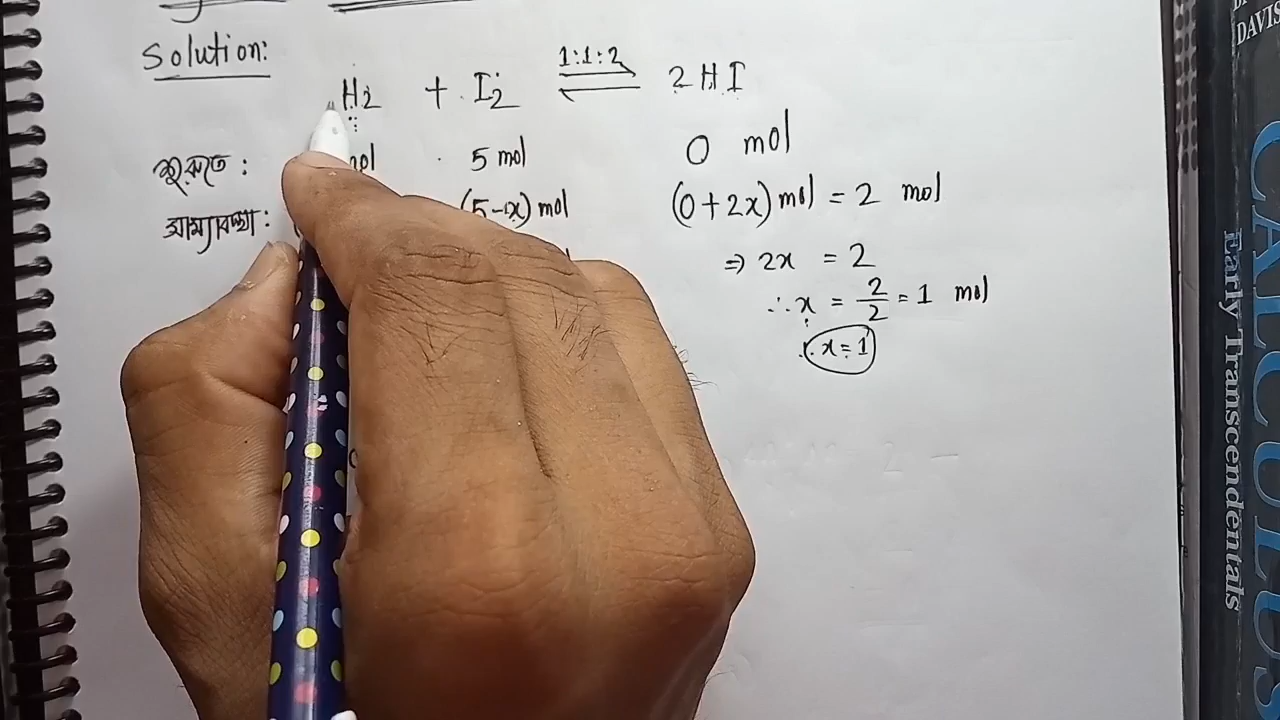 Solution:
H2 + I2 1:1:2 ⇌ 2HI
শুরুতে: mol 5 mol 0 mol
সাম্যাবস্থা: (5-x) mol (0+2x) mol = 2 mol
⇒ 2x = 2
∴ x = 2/2 = 1 mol
∴ x = 1
DAVIS
CALCULUS
Early Transcendentals